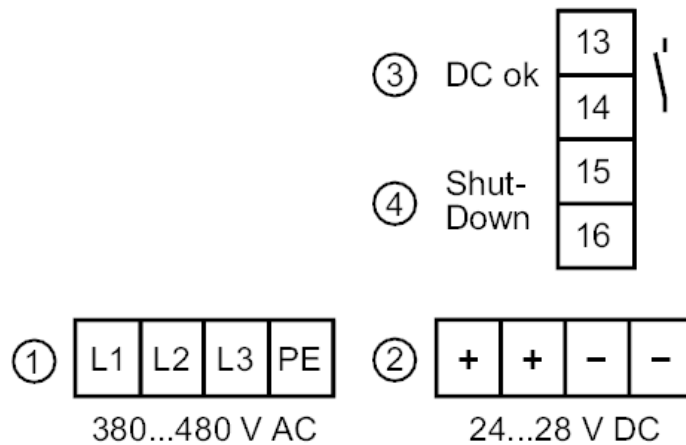 13
③ DC ok
14
15
④ Shut-
Down
16
① L1 L2 L3 PE
② + + − −
380...480 V AC
24...28 V DC